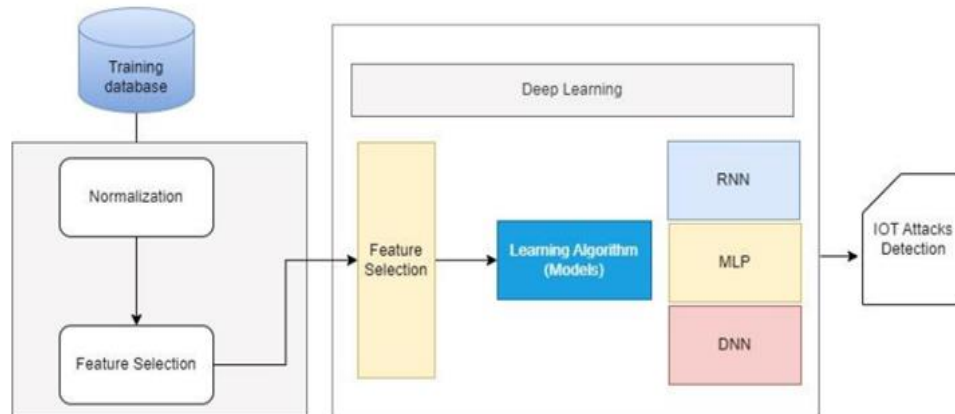 Training
database
Deep Learning
Normalization
Feature Selection
Feature
Selection
Learning Algorithm
(Models)
RNN
MLP
DNN
IOT Attacks
Detection